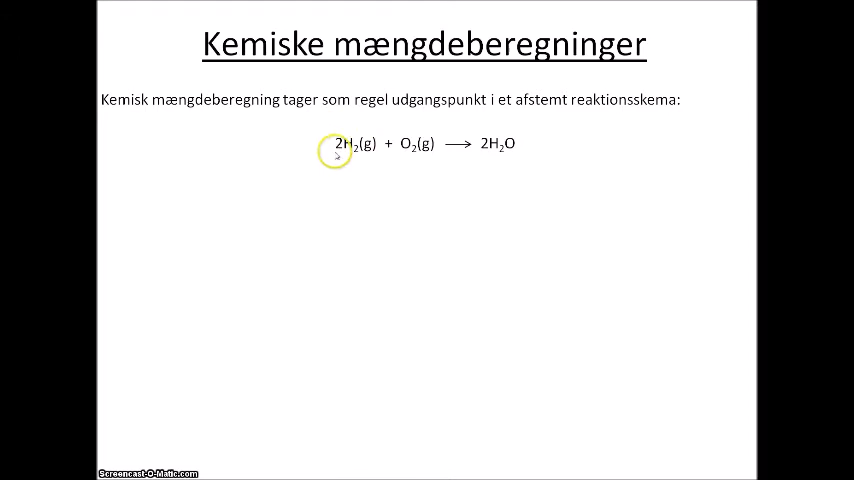 Kemiske mængdeberegninger
Kemisk mængdeberegning tager som regel udgangspunkt i et afstemt reaktionsskema:
2H₂(g) + O₂(g) ⟶ 2H₂O
Screencast-O-Matic.com